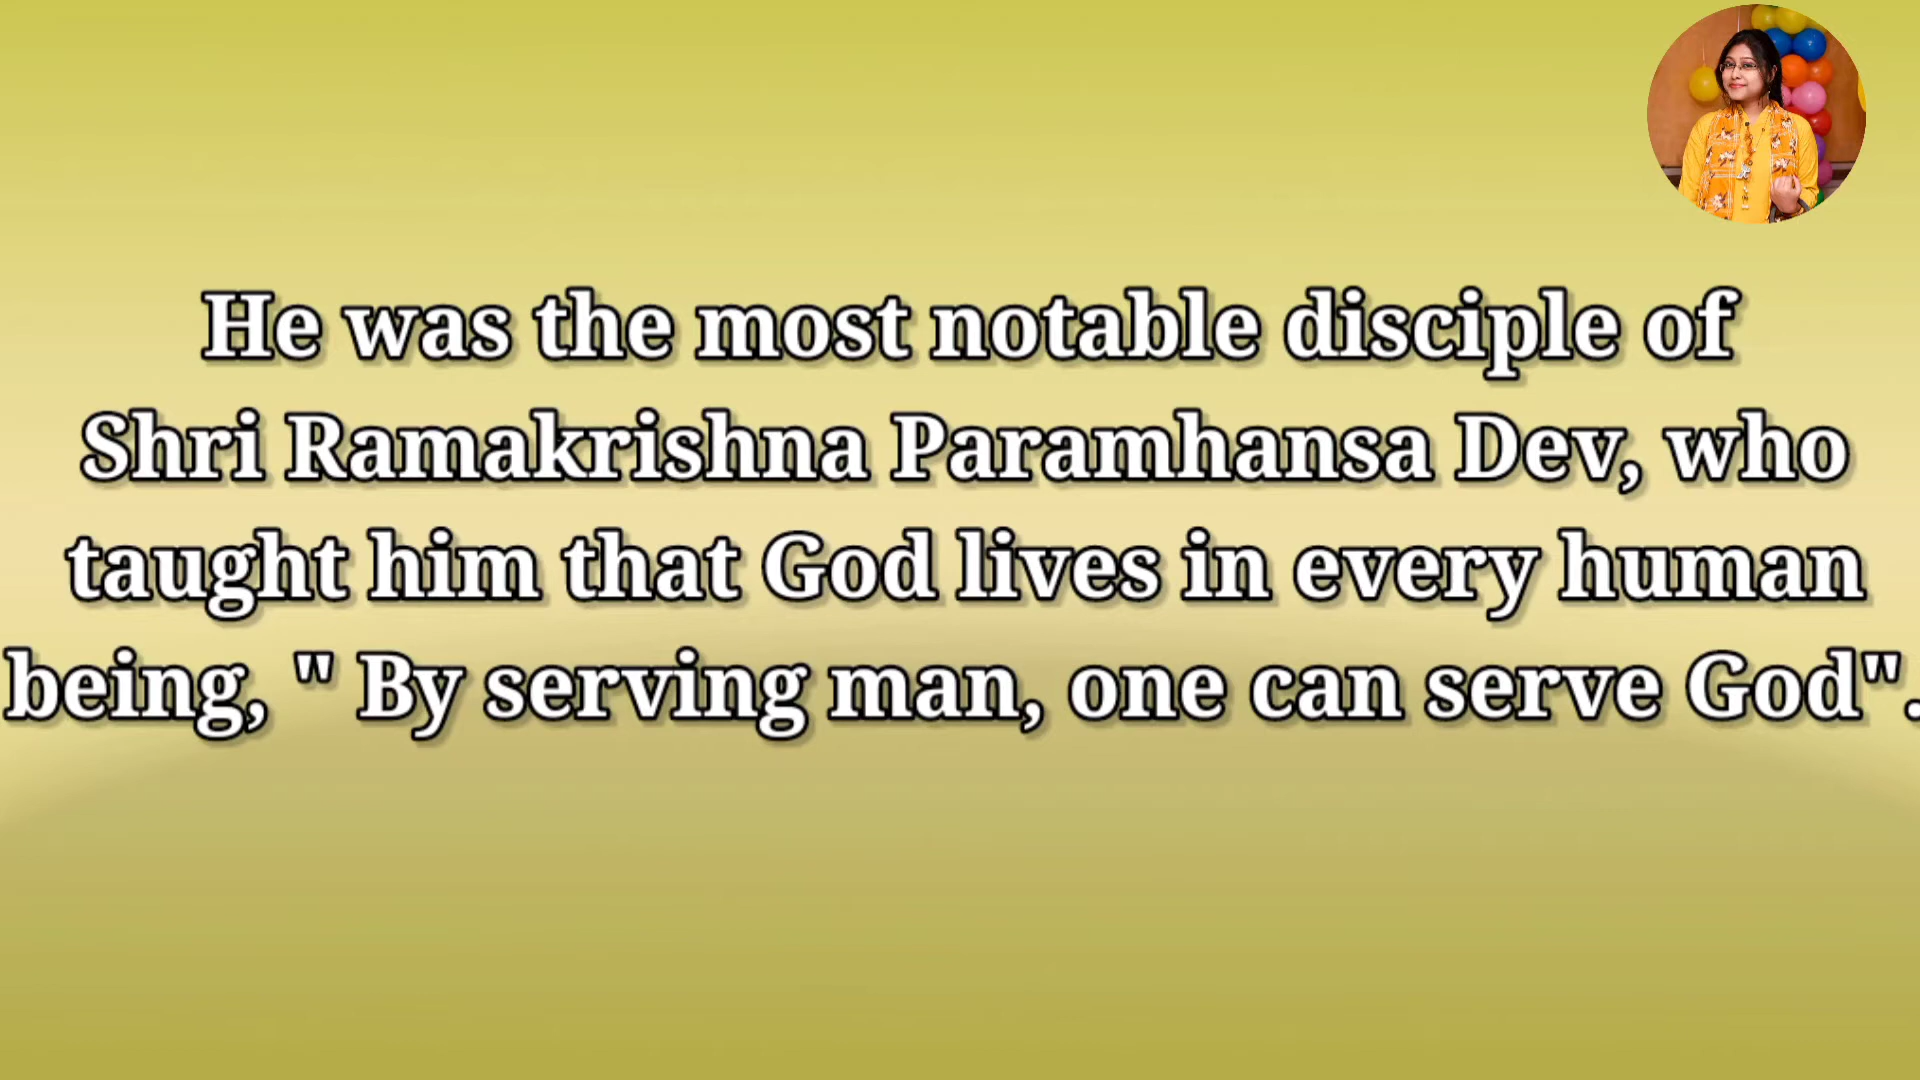 He was the most notable disciple of
Shri Ramakrishna Paramhansa Dev, who
taught him that God lives in every human
being, " By serving man, one can serve God".